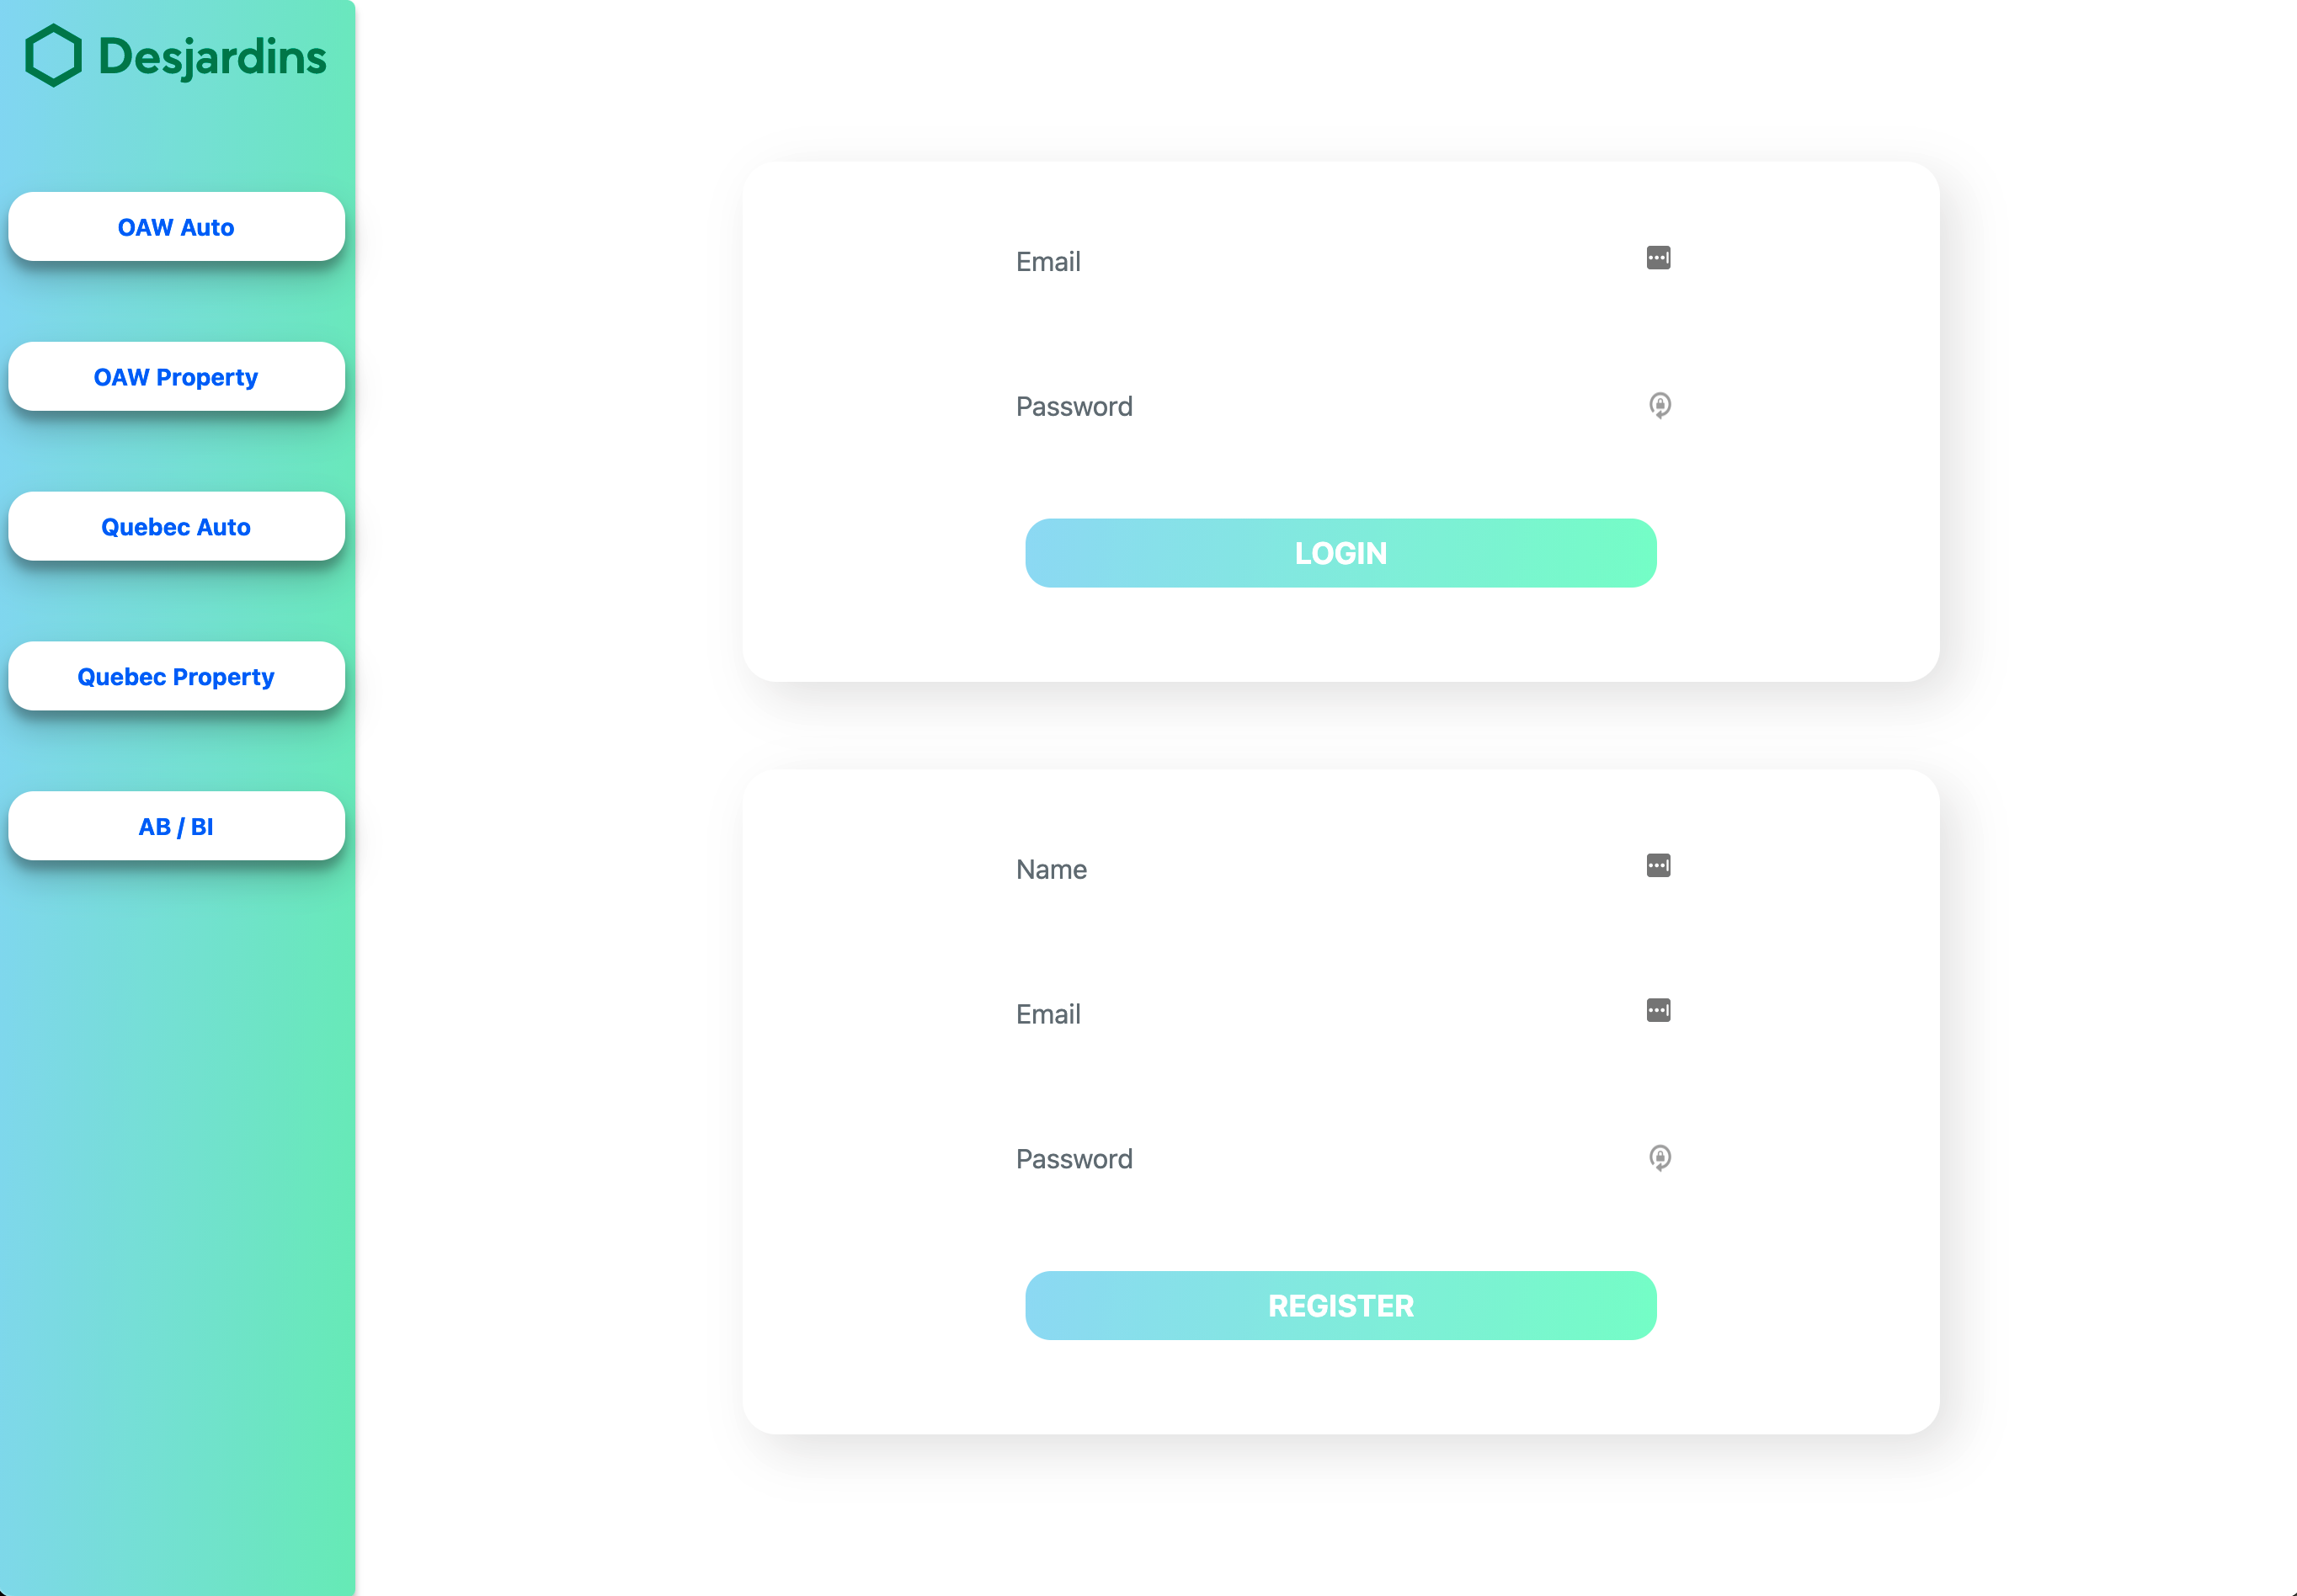 Desjardins
OAW Auto
OAW Property
Quebec Auto
Quebec Property
AB / BI
Email
Password
LOGIN
Name
Email
Password
REGISTER